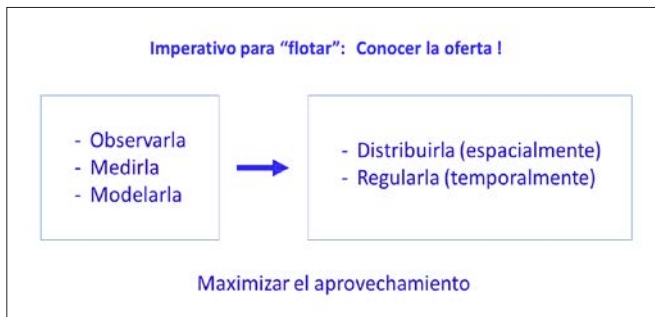 Imperativo para “flotar”: Conocer la oferta !
- Observarla
- Medirla
- Modelarla
- Distribuirla (espacialmente)
- Regularla (temporalmente)
Maximizar el aprovechamiento